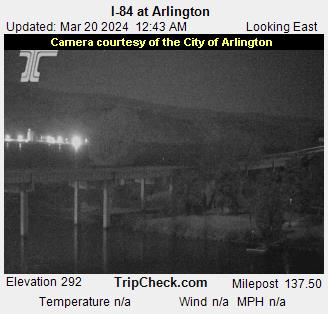 I-84 at Arlington
Updated: Mar 20 2024 12:43 AM Looking East
Camera courtesy of the City of Arlington
Elevation 292 TripCheck.com Milepost 137.50
Temperature n/a Wind n/a MPH n/a